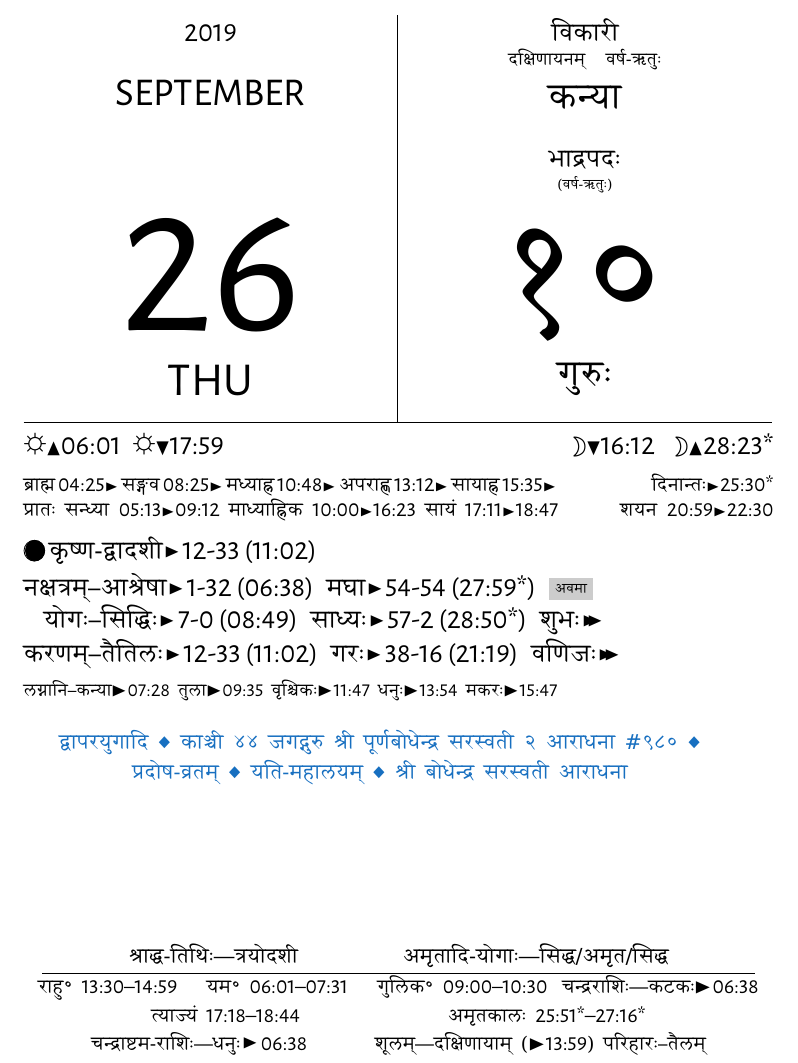 2019
SEPTEMBER
26
THU
विकारी
दक्षिणायनम् वर्ष-ऋतुः
कन्या
भाद्रपदः
(वर्ष-ऋतुः)
१०
गुरुः
☼▲06:01 ☼▼17:59 ☽▼16:12 ☽▲28:23*
ब्राह्म 04:25► सङ्गव 08:25► मध्याह्न 10:48► अपराह्ण 13:12► सायाह्न 15:35► दिनान्तः►25:30*
प्रातः सन्ध्या 05:13►09:12 माध्याह्निक 10:00►16:23 सायं 17:11►18:47 शयन 20:59►22:30
●कृष्ण-द्वादशी►12-33 (11:02)
नक्षत्रम्–आश्रेषा►1-32 (06:38) मघा►54-54 (27:59*) अवमा
योगः–सिद्धिः►7-0 (08:49) साध्यः►57-2 (28:50*) शुभः►►
करणम्–तैतिलः►12-33 (11:02) गरः►38-16 (21:19) वणिजः►►
लग्नानि–कन्या►07:28 तुला►09:35 वृश्चिकः►11:47 धनुः►13:54 मकरः►15:47
द्वापरयुगादि ◆ काञ्ची ४४ जगद्गुरु श्री पूर्णबोधेन्द्र सरस्वती २ आराधना #९८० ◆
प्रदोष-व्रतम् ◆ यति-महालयम् ◆ श्री बोधेन्द्र सरस्वती आराधना
श्राद्ध-तिथिः—त्रयोदशी अमृतादि-योगाः—सिद्ध/अमृत/सिद्ध
राहु° 13:30–14:59 यम° 06:01–07:31 गुलिक° 09:00–10:30 चन्द्रराशिः—कटकः►06:38
त्याज्यं 17:18–18:44 अमृतकालः 25:51*–27:16*
चन्द्राष्टम-राशिः—धनुः►06:38 शूलम्—दक्षिणायाम् (►13:59) परिहारः–तैलम्